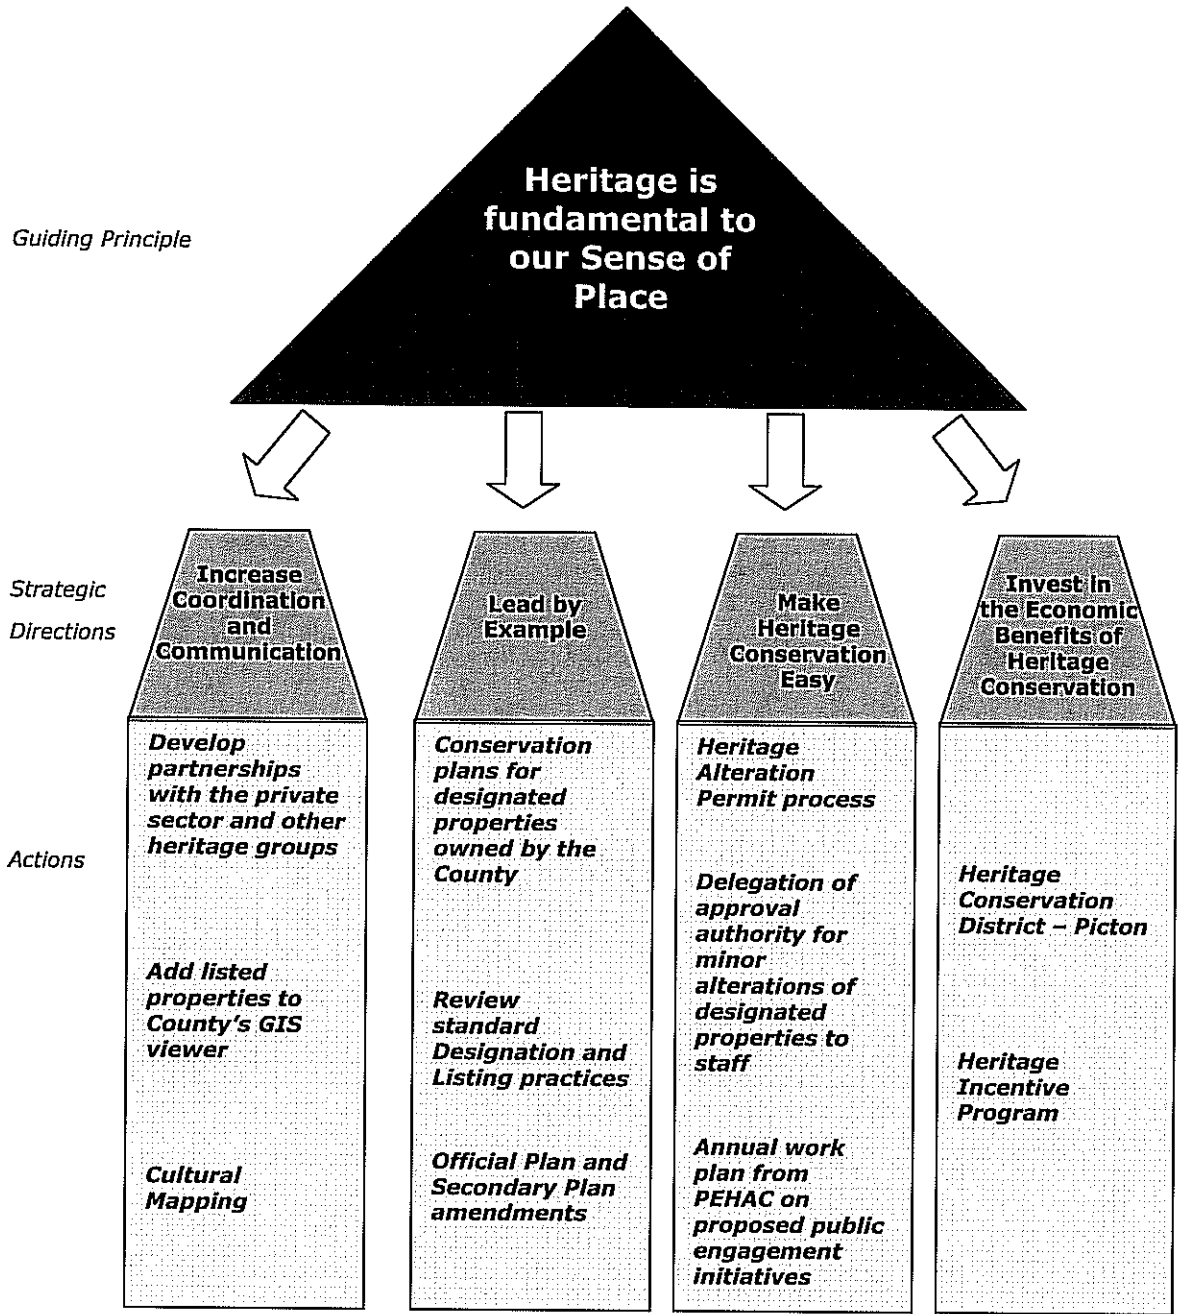 Heritage is
fundamental to
our Sense of
Place
Guiding Principle
Strategic
Directions
Increase
Coordination
and
Communication
Lead by
Example
Make
Heritage
Conservation
Easy
Invest in
the Economic
Benefits of
Heritage
Conservation
Actions
Develop
partnerships
with the private
sector and other
heritage groups
Add listed
properties to
County's GIS
viewer
Cultural
Mapping
Conservation
plans for
designated
properties
owned by the
County
Review
standard
Designation and
Listing practices
Official Plan and
Secondary Plan
amendments
Heritage
Alteration
Permit process
Delegation of
approval
authority for
minor
alterations of
designated
properties to
staff
Annual work
plan from
PEHAC on
proposed public
engagement
initiatives
Heritage
Conservation
District – Picton
Heritage
Incentive
Program